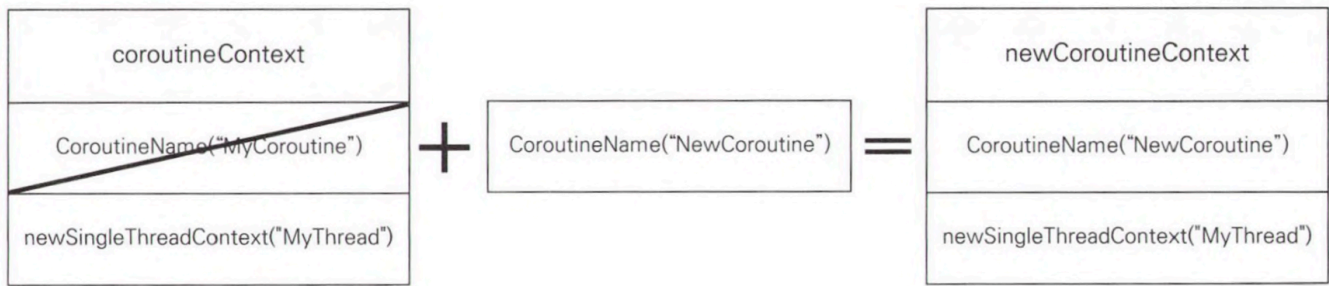 coroutineContext
CoroutineName(“MyCoroutine”)
newSingleThreadContext("MyThread")
+
CoroutineName(“NewCoroutine”)
=
newCoroutineContext
CoroutineName(“NewCoroutine”)
newSingleThreadContext("MyThread")